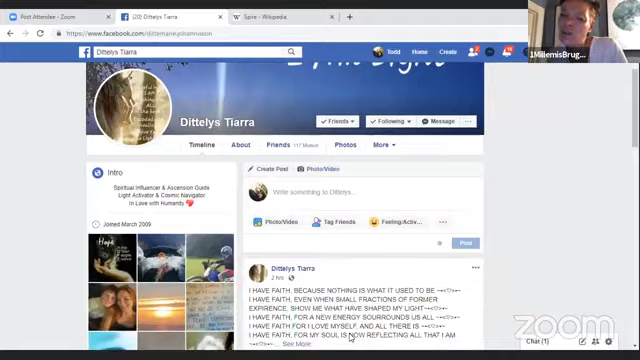 Post Attendee - Zoom
(20) Dittelys Tiarra
Spire - Wikipedia
https://www.facebook.com/dittemarie.johannsson
Dittelys Tiarra
Todd
Home
Create
1MillemisBrug...
Dittelys Tiarra
Friends
Following
Message
Timeline
About
Friends
Photos
More
Intro
Spiritual Influencer & Ascension Guide
Light Activator & Cosmic Navigator
In Love with Humanity
Joined March 2009
Hope
Create Post
Photo/Video
Write something to Dittelys...
Photo/Video
Tag Friends
Feeling/Activ...
Post
Dittelys Tiarra
2 hrs
I HAVE FAITH, BECAUSE NOTHING IS WHAT IT USED TO BE
I HAVE FAITH, EVEN WHEN SMALL FRACTIONS OF FORMER
EXPIRENCE, SHOW ME WHAT HAVE SHAPED MY LIGHT
I HAVE FAITH, FOR A NEW ENERGY SOURROUNDS US ALL
I HAVE FAITH FOR I LOVE MYSELF, AND ALL THERE IS
I HAVE FAITH, FOR MY SOUL IS NOW REFLECTING ALL THAT I AM
See More
zoom
Chat (1)